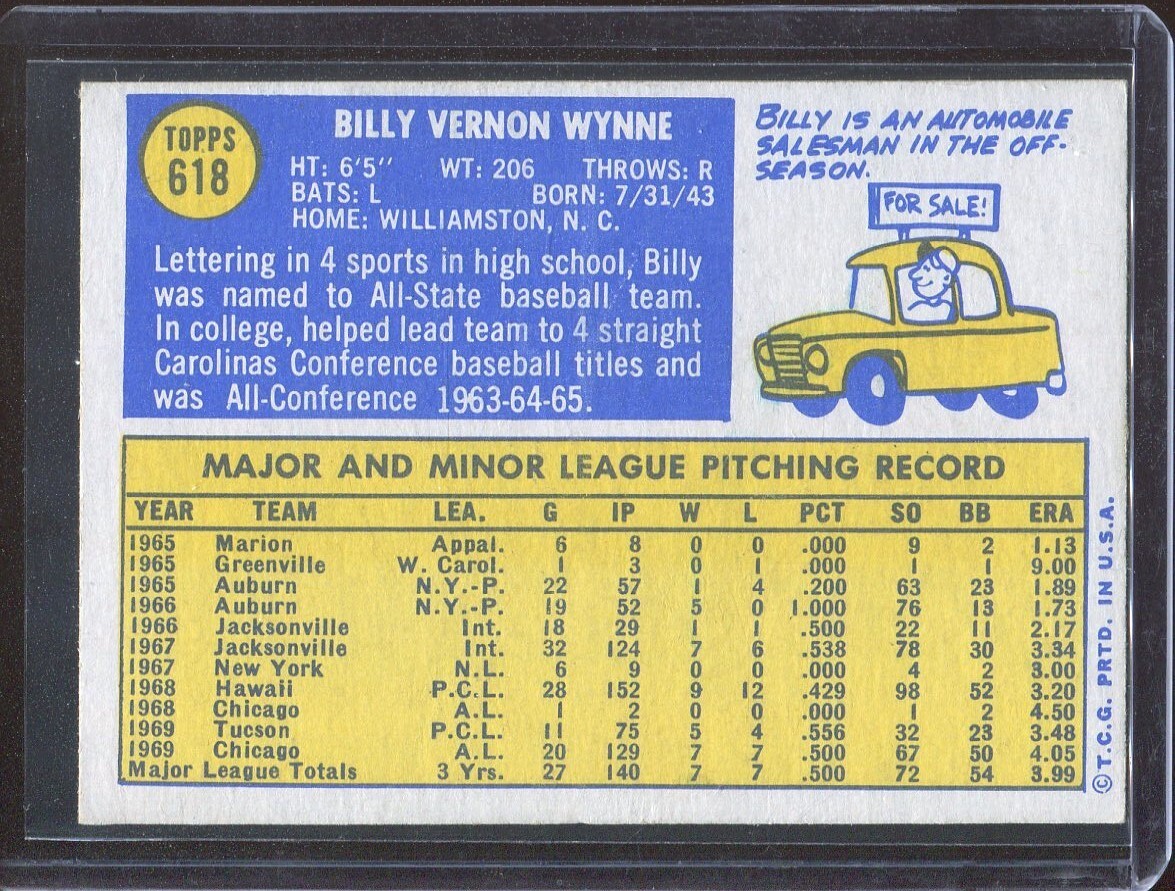 TOPPS
618
BILLY VERNON WYNNE
HT: 6'5'' WT: 206 THROWS: R
BATS: L BORN: 7/31/43
HOME: WILLIAMSTON, N. C.
Lettering in 4 sports in high school, Billy
was named to All-State baseball team.
In college, helped lead team to 4 straight
Carolinas Conference baseball titles and
was All-Conference 1963-64-65.
BILLY IS AN AUTOMOBILE
SALESMAN IN THE OFF-
SEASON.
FOR SALE!
MAJOR AND MINOR LEAGUE PITCHING RECORD
YEAR TEAM LEA. G IP W L PCT SO BB ERA
1965 Marion Appal. 6 8 0 0 .000 9 2 1.13
1965 Greenville W. Carol. 1 3 0 1 .000 1 1 9.00
1965 Auburn N.Y.-P. 22 57 1 4 .200 63 23 1.89
1966 Auburn N.Y.-P. 19 52 5 0 1.000 76 13 1.73
1966 Jacksonville Int. 18 29 1 1 .500 22 11 2.17
1967 Jacksonville Int. 32 124 7 6 .538 78 30 3.34
1967 New York N.L. 6 9 0 0 .000 4 2 3.00
1968 Hawaii P.C.L. 28 152 9 12 .429 98 52 3.20
1968 Chicago A.L. 1 2 0 0 .000 1 2 4.50
1969 Tucson P.C.L. 11 75 5 4 .556 32 23 3.48
1969 Chicago A.L. 20 129 7 7 .500 67 50 4.05
Major League Totals 3 Yrs. 27 140 7 7 .500 72 54 3.99
©T.C.G. PRTD. IN U.S.A.